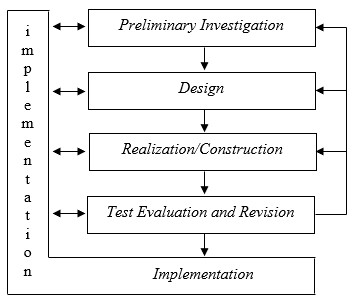 implementation
Preliminary Investigation
Design
Realization/Construction
Test Evaluation and Revision
Implementation